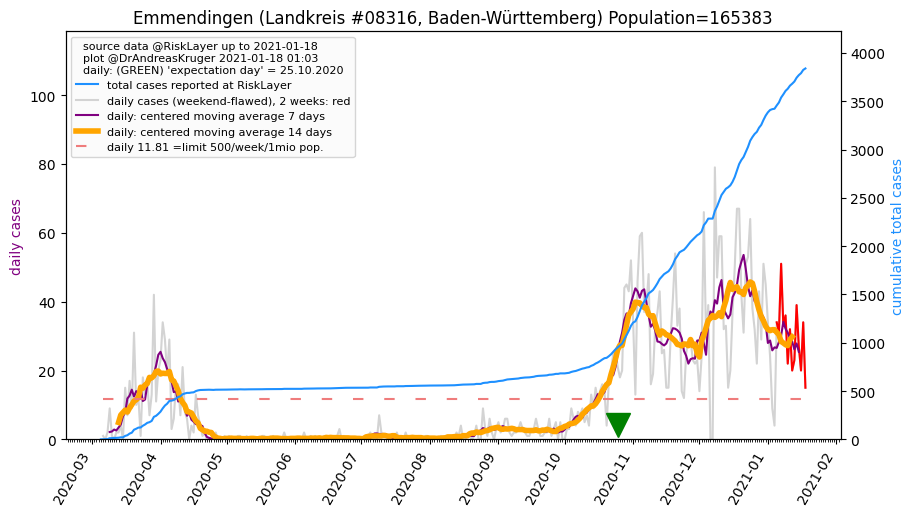 Emmendingen (Landkreis #08316, Baden-Württemberg) Population=165383
source data @RiskLayer up to 2021-01-18
plot @DrAndreasKruger 2021-01-18 01:03
daily: (GREEN) 'expectation day' = 25.10.2020
total cases reported at RiskLayer
daily cases (weekend-flawed), 2 weeks: red
daily: centered moving average 7 days
daily: centered moving average 14 days
daily 11.81 =limit 500/week/1mio pop.
daily cases
0
20
40
60
80
100
cumulative total cases
0
500
1000
1500
2000
2500
3000
3500
4000
2020-03
2020-04
2020-05
2020-06
2020-07
2020-08
2020-09
2020-10
2020-11
2020-12
2021-01
2021-02